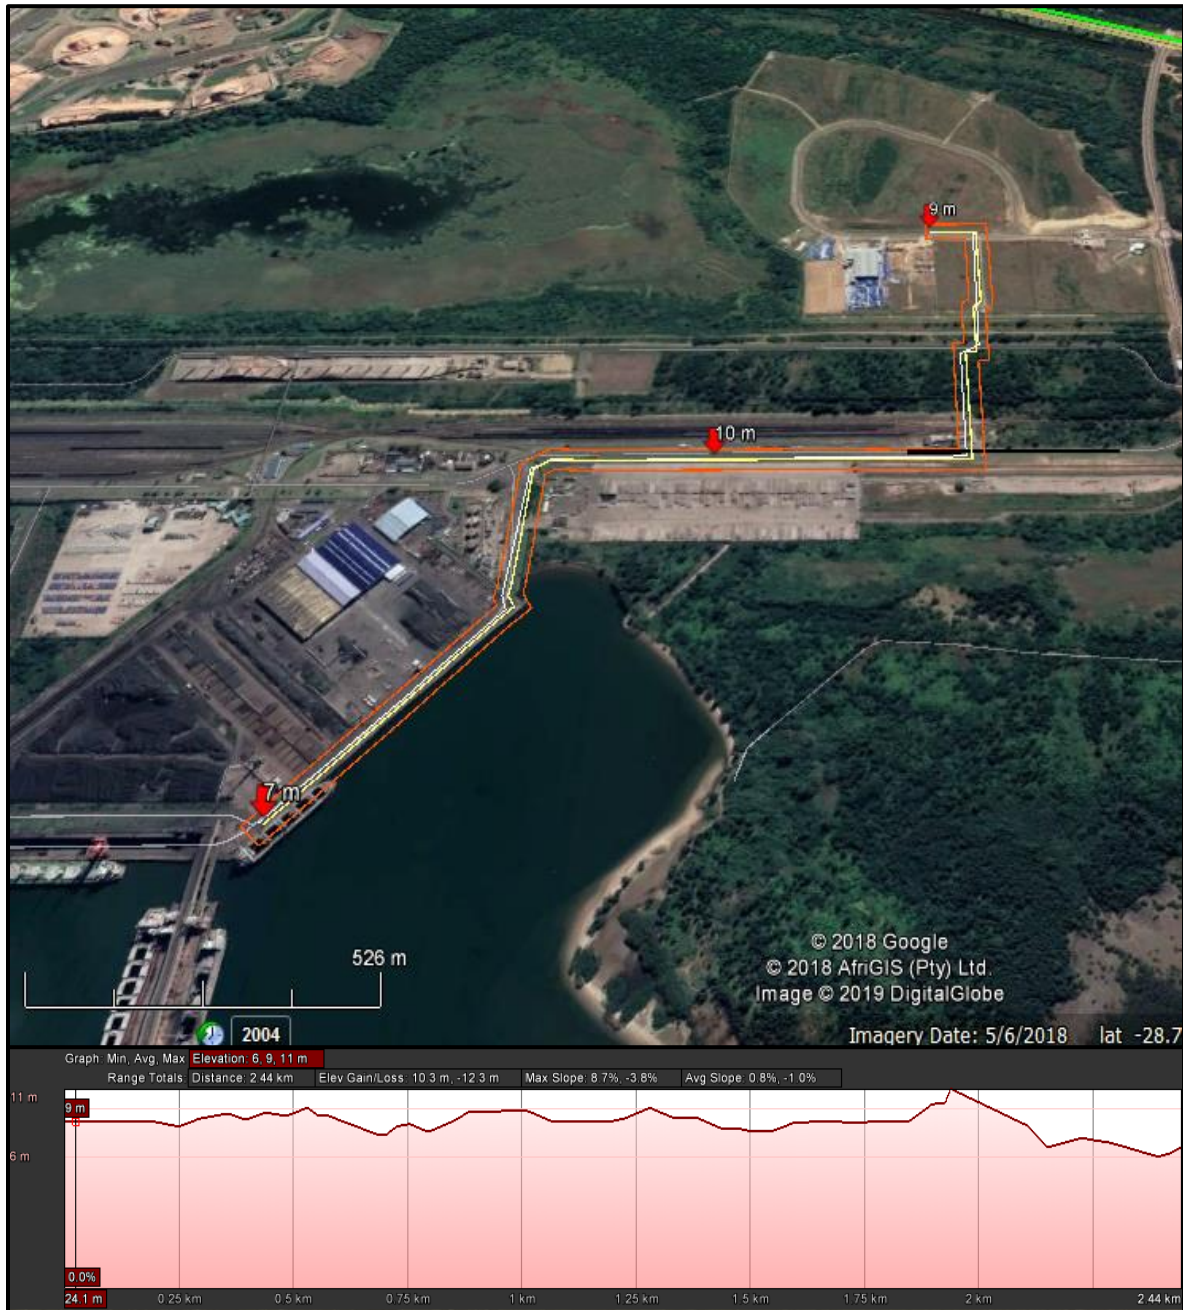 9 m
10 m
7 m
526 m
© 2018 Google
© 2018 AfriGIS (Pty) Ltd.
Image © 2019 DigitalGlobe
2004
Imagery Date: 5/6/2018 lat -28.7
Graph: Min, Avg, Max Elevation: 6, 9, 11 m
Range Totals: Distance: 2.44 km Elev Gain/Loss: 10.3 m, -12.3 m Max Slope: 8.7%, -3.8% Avg Slope: 0.8%, -1.0%
11 m
9 m
6 m
0.0%
24.1 m 0.25 km 0.5 km 0.75 km 1 km 1.25 km 1.5 km 1.75 km 2 km 2.44 km